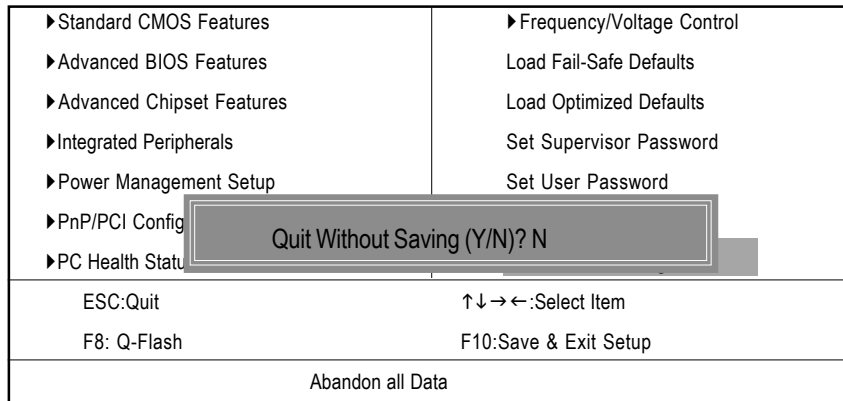 ▶Standard CMOS Features
▶Advanced BIOS Features
▶Advanced Chipset Features
▶Integrated Peripherals
▶Power Management Setup
▶PnP/PCI Config
▶PC Health Statu
▶Frequency/Voltage Control
Load Fail-Safe Defaults
Load Optimized Defaults
Set Supervisor Password
Set User Password
Quit Without Saving (Y/N)? N
ESC:Quit
↑↓→←:Select Item
F8: Q-Flash
F10:Save & Exit Setup
Abandon all Data